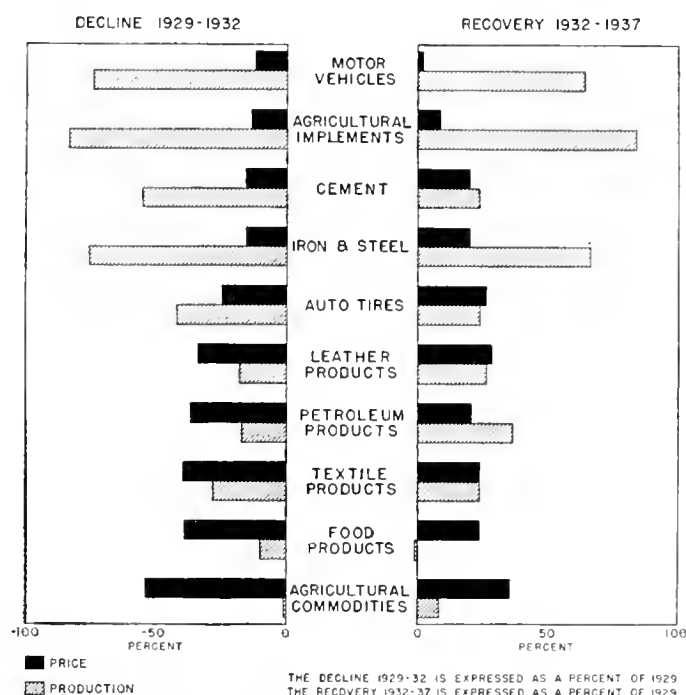 DECLINE 1929-1932
RECOVERY 1932-1937
MOTOR
VEHICLES
AGRICULTURAL
IMPLEMENTS
CEMENT
IRON & STEEL
AUTO TIRES
LEATHER
PRODUCTS
PETROLEUM
PRODUCTS
TEXTILE
PRODUCTS
FOOD
PRODUCTS
AGRICULTURAL
COMMODITIES
-100 -50 0
PERCENT
0 50 100
PERCENT
PRICE
PRODUCTION
THE DECLINE 1929-32 IS EXPRESSED AS A PERCENT OF 1929
THE RECOVERY 1932-37 IS EXPRESSED AS A PERCENT OF 1929